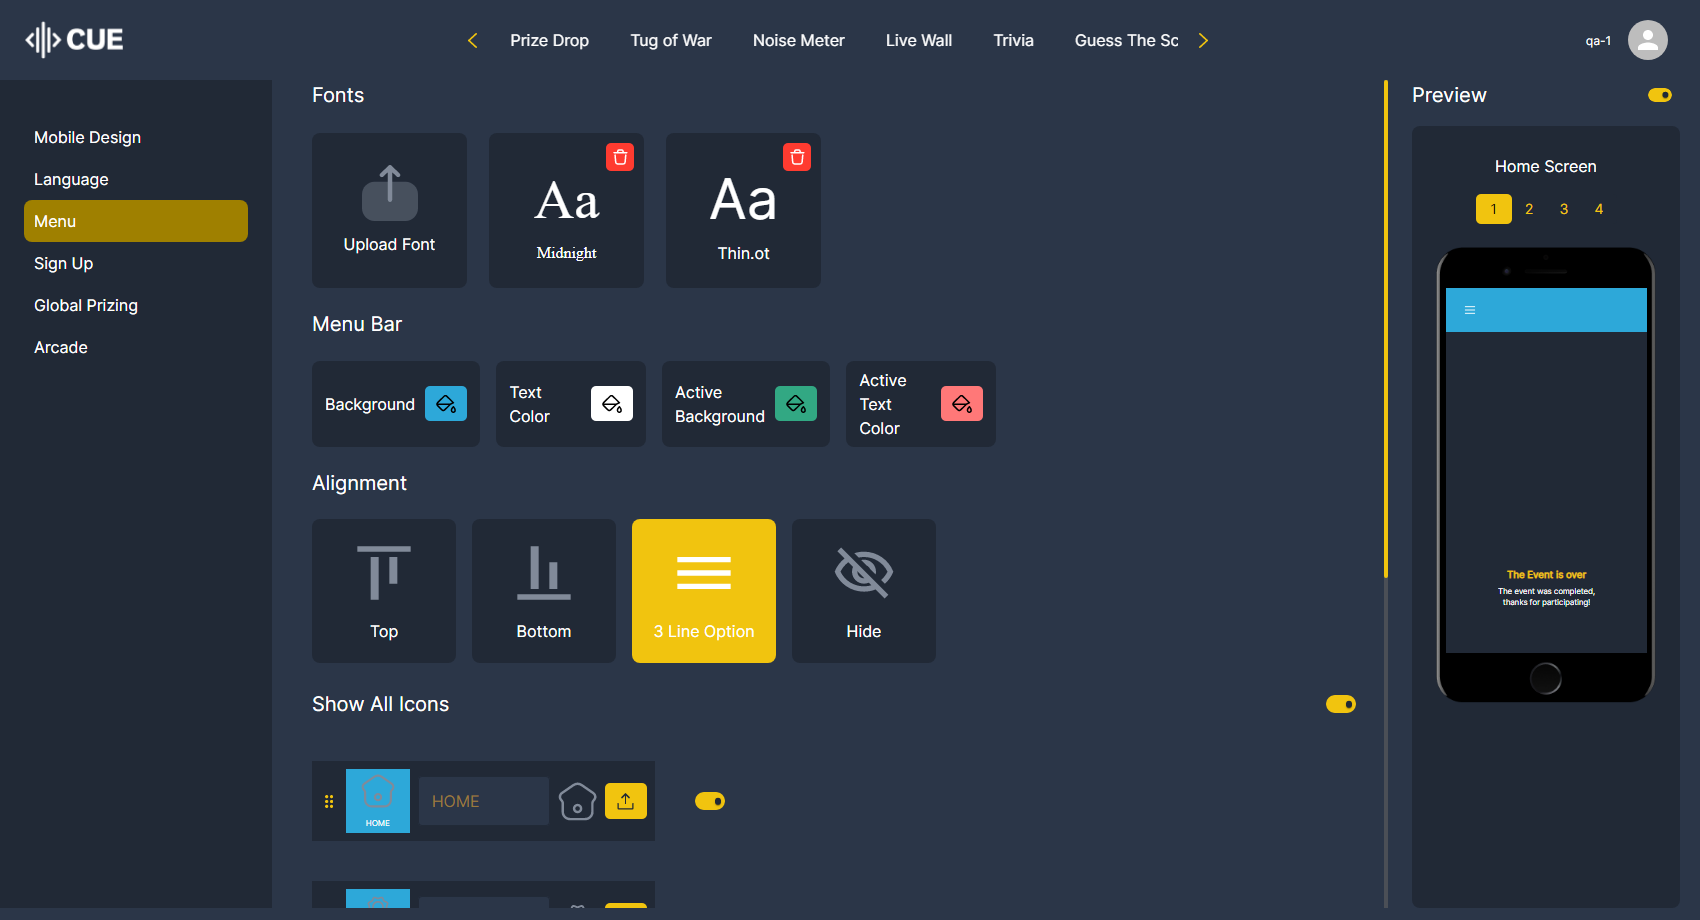 CUE
Prize Drop
Tug of War
Noise Meter
Live Wall
Trivia
Guess The Sc
qa-1
Mobile Design
Language
Menu
Sign Up
Global Prizing
Arcade
Fonts
Upload Font
Aa
Midnight
Aa
Thin.ot
Menu Bar
Background
Text
Color
Active
Background
Active
Text
Color
Alignment
Top
Bottom
3 Line Option
Hide
Show All Icons
HOME
HOME
Preview
Home Screen
1 2 3 4
The Event is over
The event was completed,
thanks for participating!